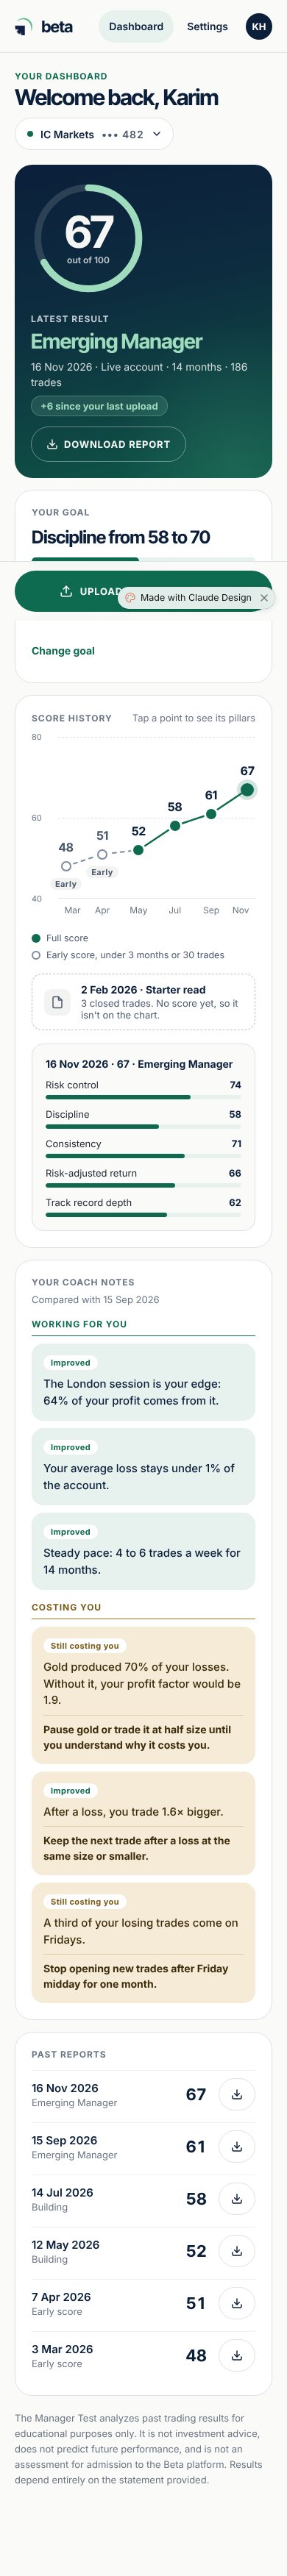 beta
Dashboard
Settings
KH
YOUR DASHBOARD
Welcome back, Karim
IC Markets ••• 482
67
out of 100
LATEST RESULT
Emerging Manager
16 Nov 2026 · Live account · 14 months · 186
trades
+6 since your last upload
DOWNLOAD REPORT
YOUR GOAL
Discipline from 58 to 70
UPLOAD
Made with Claude Design
Change goal
SCORE HISTORY
Tap a point to see its pillars
80
67
61
58
60
52
51
48
Early
Early
40
Mar
Apr
May
Jul
Sep
Nov
Full score
Early score, under 3 months or 30 trades
2 Feb 2026 · Starter read
3 closed trades. No score yet, so it
isn't on the chart.
16 Nov 2026 · 67 · Emerging Manager
Risk control 74
Discipline 58
Consistency 71
Risk-adjusted return 66
Track record depth 62
YOUR COACH NOTES
Compared with 15 Sep 2026
WORKING FOR YOU
Improved
The London session is your edge:
64% of your profit comes from it.
Improved
Your average loss stays under 1% of
the account.
Improved
Steady pace: 4 to 6 trades a week for
14 months.
COSTING YOU
Still costing you
Gold produced 70% of your losses.
Without it, your profit factor would be
1.9.
Pause gold or trade it at half size until
you understand why it costs you.
Improved
After a loss, you trade 1.6× bigger.
Keep the next trade after a loss at the
same size or smaller.
Still costing you
A third of your losing trades come on
Fridays.
Stop opening new trades after Friday
midday for one month.
PAST REPORTS
16 Nov 2026
Emerging Manager
67
15 Sep 2026
Emerging Manager
61
14 Jul 2026
Building
58
12 May 2026
Building
52
7 Apr 2026
Early score
51
3 Mar 2026
Early score
48
The Manager Test analyzes past trading results for
educational purposes only. It is not investment advice,
does not predict future performance, and is not an
assessment for admission to the Beta platform. Results
depend entirely on the statement provided.